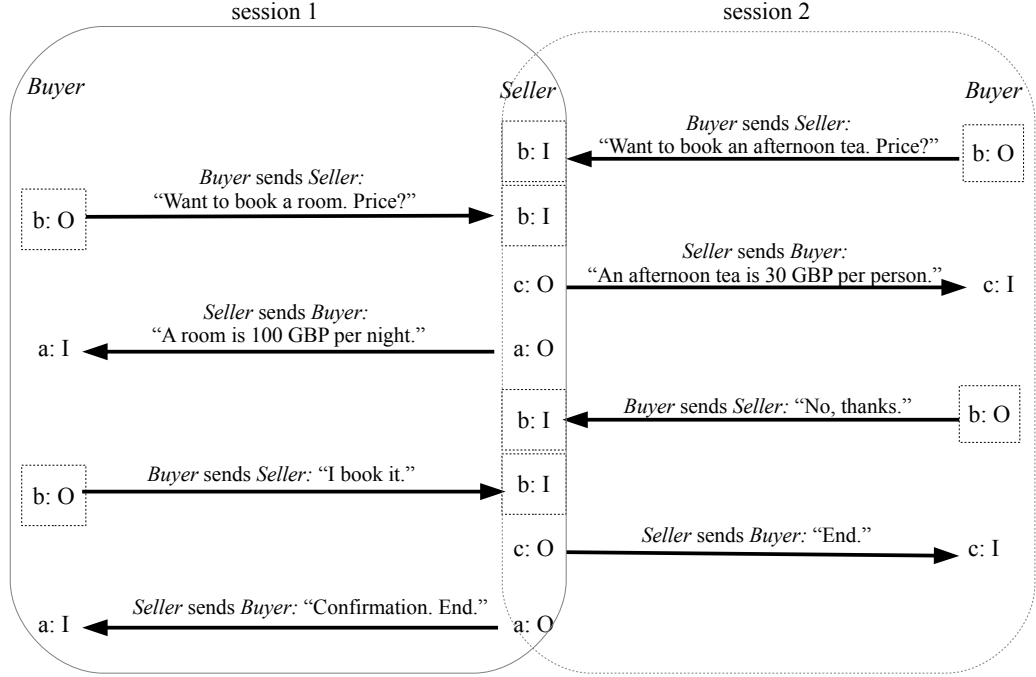 session 1
session 2
Buyer
Seller
Buyer
Buyer sends Seller:
“Want to book an afternoon tea. Price?”
b: I
b: O
Buyer sends Seller:
“Want to book a room. Price?”
b: O
b: I
Seller sends Buyer:
“An afternoon tea is 30 GBP per person.”
c: O
c: I
Seller sends Buyer:
“A room is 100 GBP per night.”
a: I
a: O
b: I
Buyer sends Seller: “No, thanks.”
b: O
b: O
Buyer sends Seller: “I book it.”
b: I
c: O
Seller sends Buyer: “End.”
c: I
a: I
Seller sends Buyer: “Confirmation. End.”
a: O